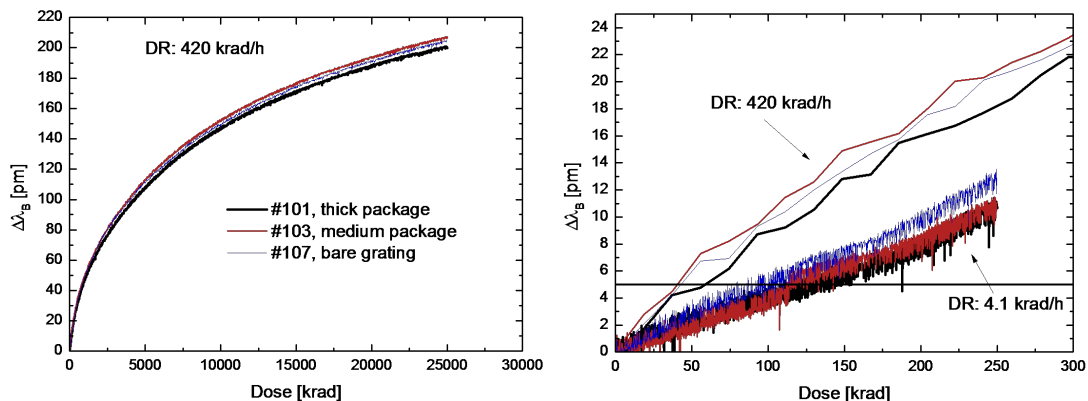 220
200
180
160
140
120
100
80
60
40
20
0
ΔλB [pm]
DR: 420 krad/h
#101, thick package
#103, medium package
#107, bare grating
0 5000 10000 15000 20000 25000 30000
Dose [krad]
24
22
20
18
16
14
12
10
8
6
4
2
0
ΔλB [pm]
DR: 420 krad/h
DR: 4.1 krad/h
0 50 100 150 200 250 300
Dose [krad]